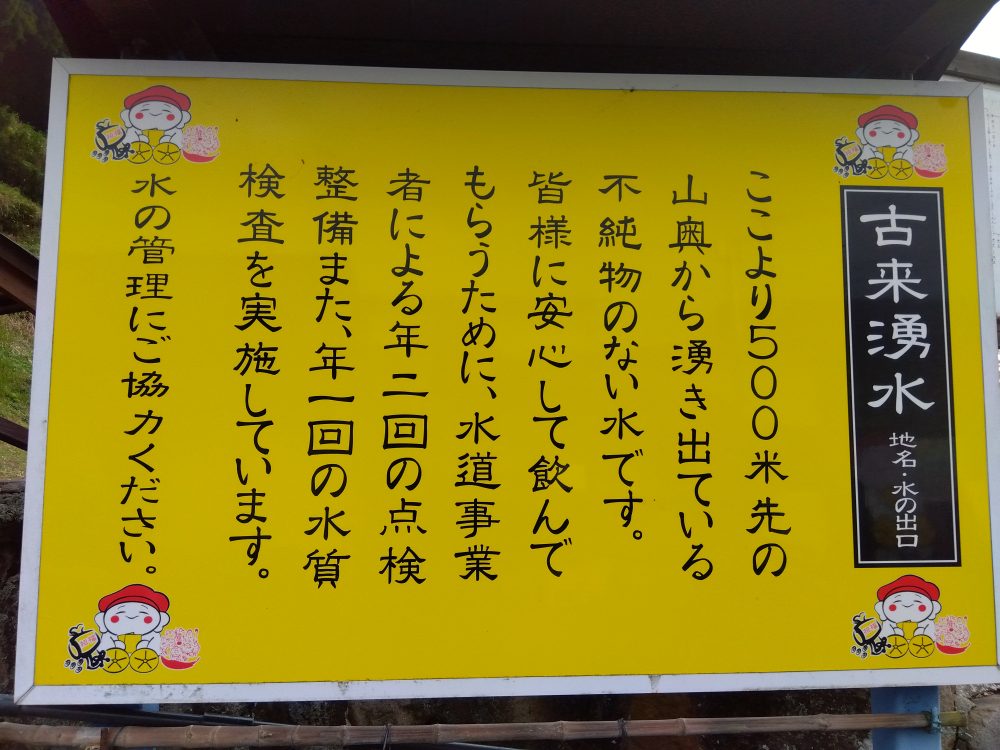 古来湧水 地名・水の出口
ここより500米先の
山奥から湧き出ている
不純物のない水です。
皆様に安心して飲んで
もらうために、水道事業
者による年二回の点検
整備また、年一回の水質
検査を実施しています。
水の管理にご協力ください。